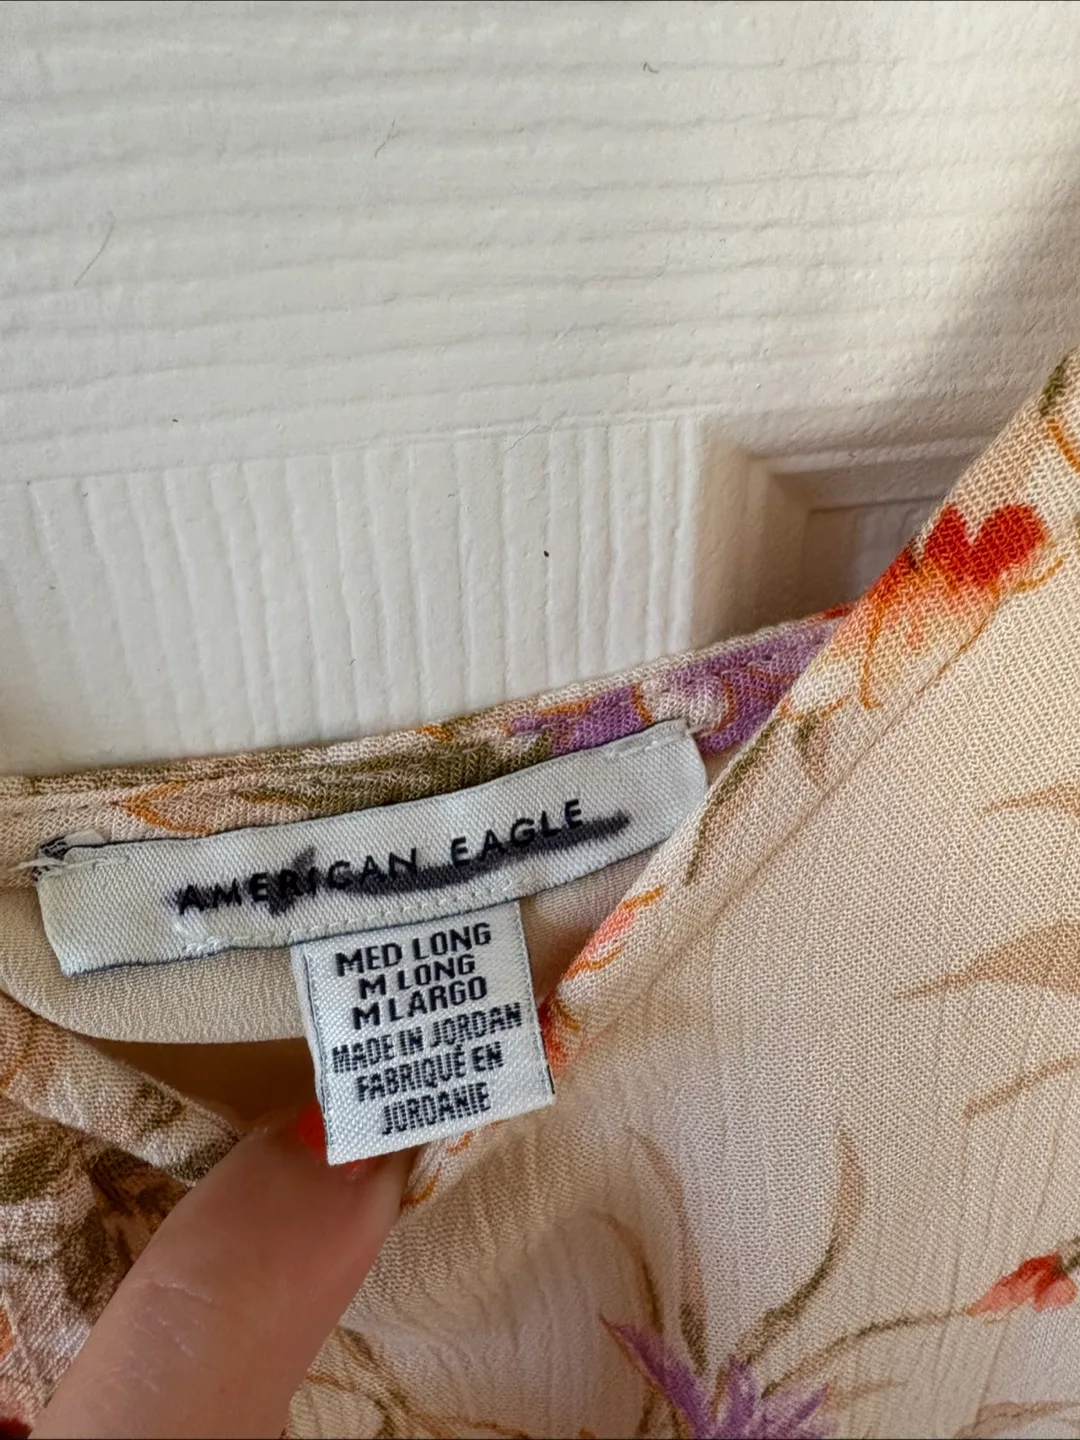 AMERICAN EAGLE
MED LONG
M LONG
M LARGO
MADE IN JORDAN
FABRIQUÉ EN
JORDANIE